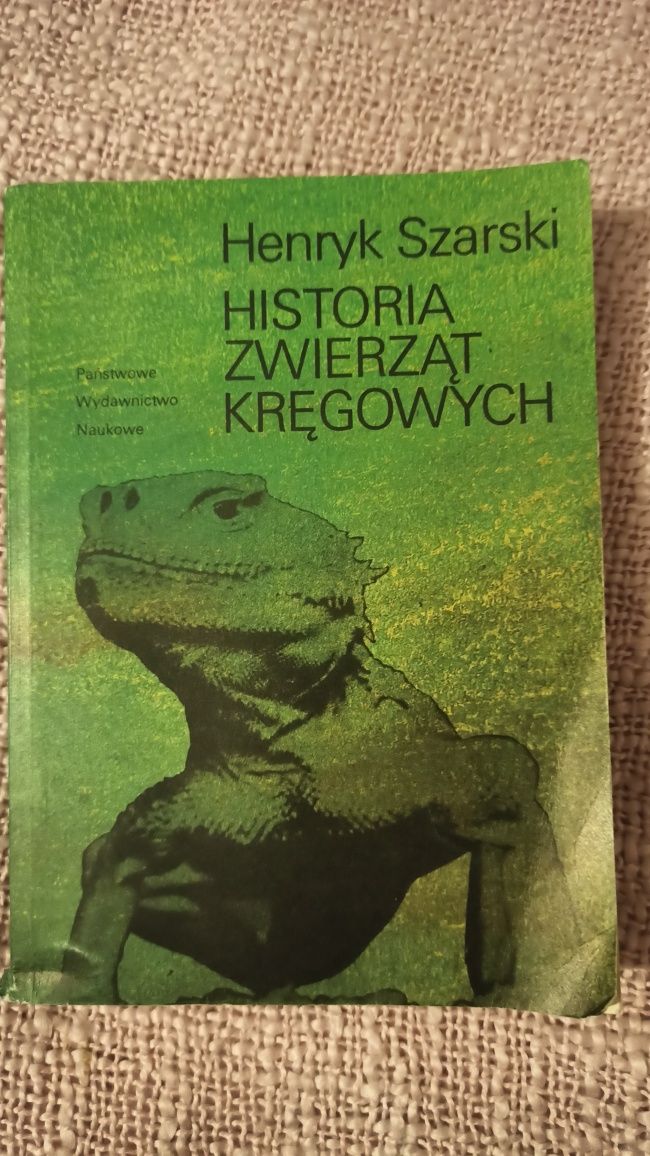 Henryk Szarski
HISTORIA
ZWIERZĄT
KRĘGOWYCH
Państwowe
Wydawnictwo
Naukowe